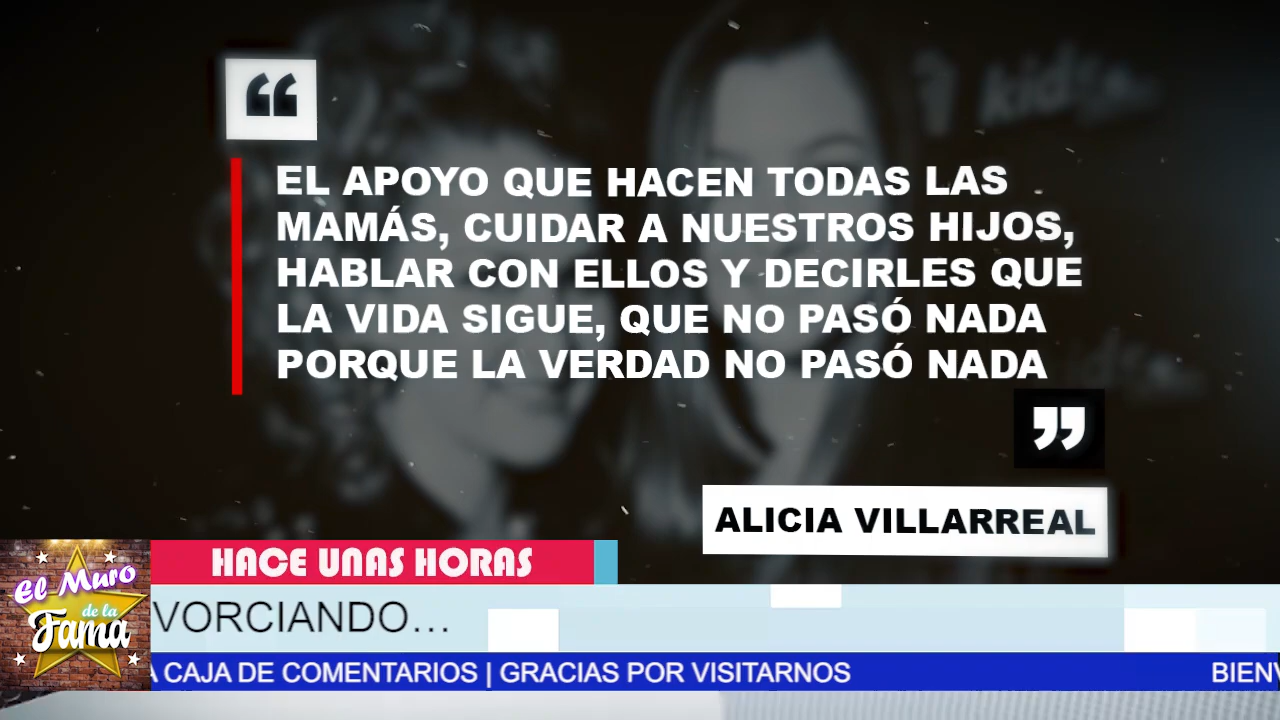 kids
EL APOYO QUE HACEN TODAS LAS
MAMÁS, CUIDAR A NUESTROS HIJOS,
HABLAR CON ELLOS Y DECIRLES QUE
LA VIDA SIGUE, QUE NO PASÓ NADA
PORQUE LA VERDAD NO PASÓ NADA
ALICIA VILLARREAL
HACE UNAS HORAS
El Muro
de la
Fama
VORCIANDO...
A CAJA DE COMENTARIOS | GRACIAS POR VISITARNOS
BIENV